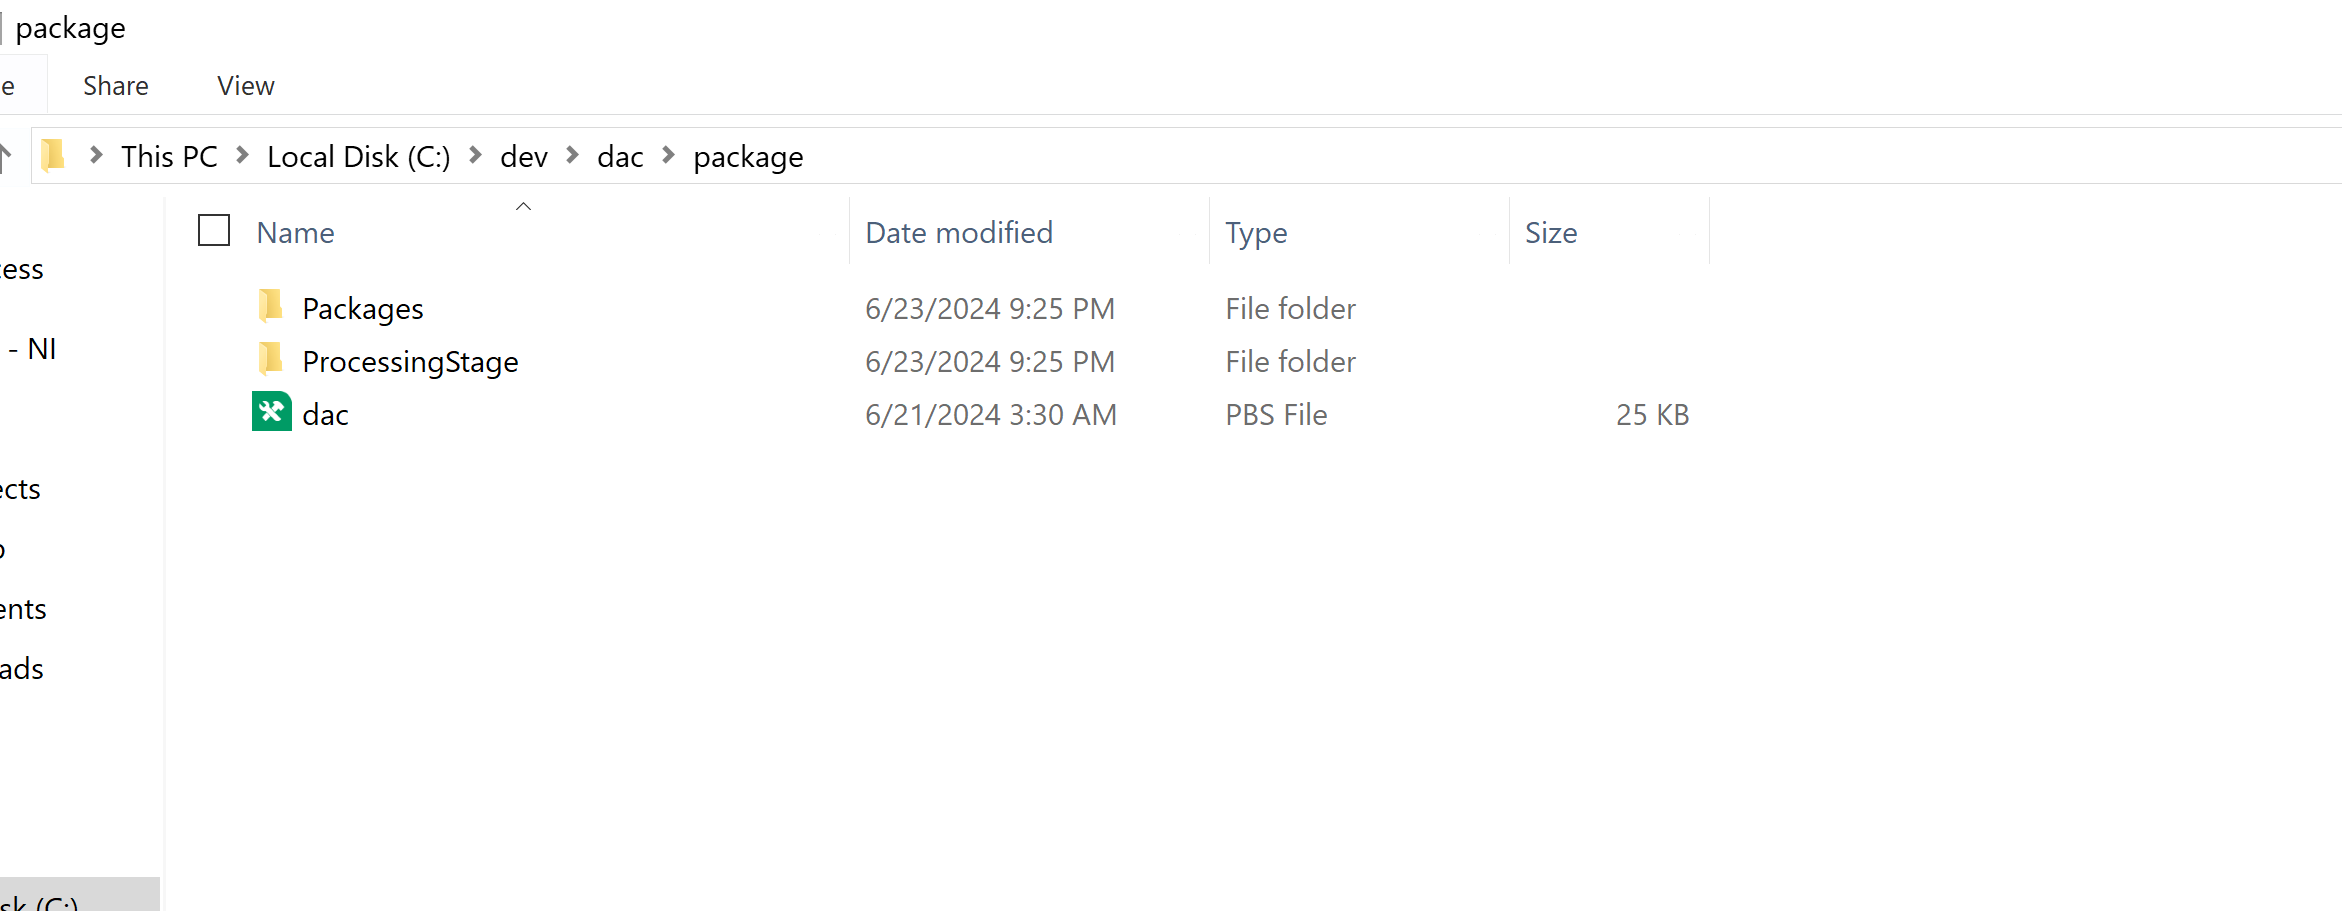 package
e Share View
This PC Local Disk (C:) dev dac package
Name Date modified Type Size
ess
Packages 6/23/2024 9:25 PM File folder
- NI
ProcessingStage 6/23/2024 9:25 PM File folder
dac 6/21/2024 3:30 AM PBS File 25 KB
ects
ents
ads
sk (C:)